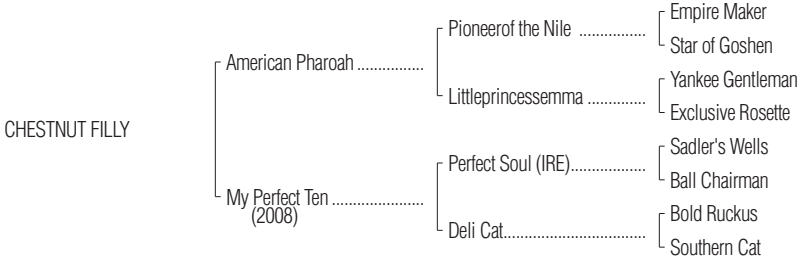 Empire Maker
Pioneerof the Nile ................
Star of Goshen
American Pharoah ................
Yankee Gentleman
Littleprincessemma ..............
Exclusive Rosette
CHESTNUT FILLY
Sadler's Wells
Perfect Soul (IRE)..................
Ball Chairman
My Perfect Ten ......................
(2008)
Bold Ruckus
Deli Cat..................................
Southern Cat